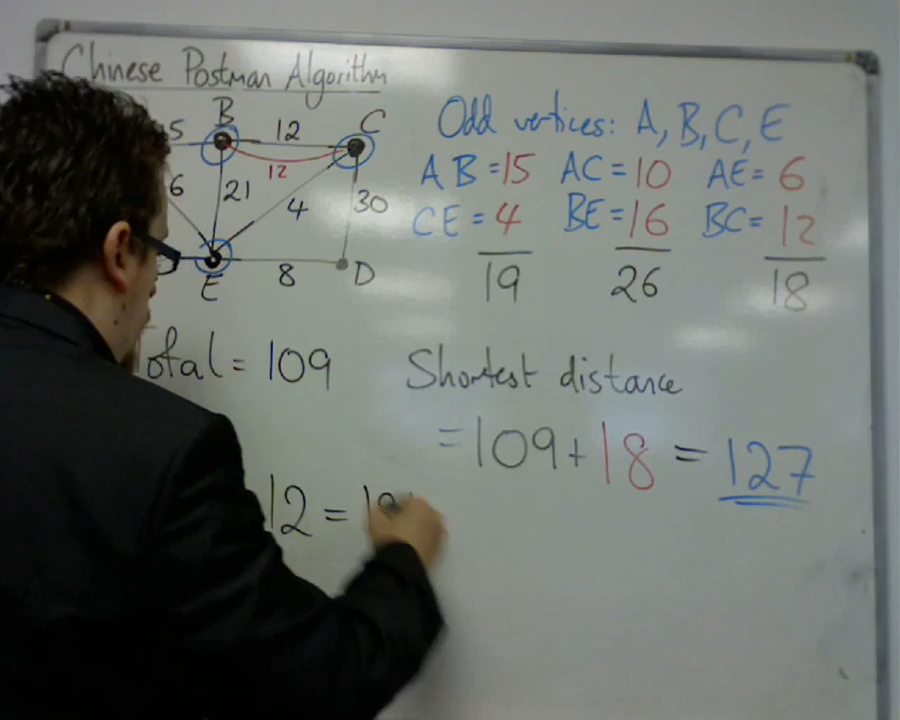 Chinese Postman Algorithm
B
C
5
12
12
6
21
4
30
E
8
D
Odd vertices: A, B, C, E
AB = 15 AC = 10 AE = 6
CE = 4 BE = 16 BC = 12
19 26 18
Total = 109
Shortest distance
= 109 + 18 = 127
12 =